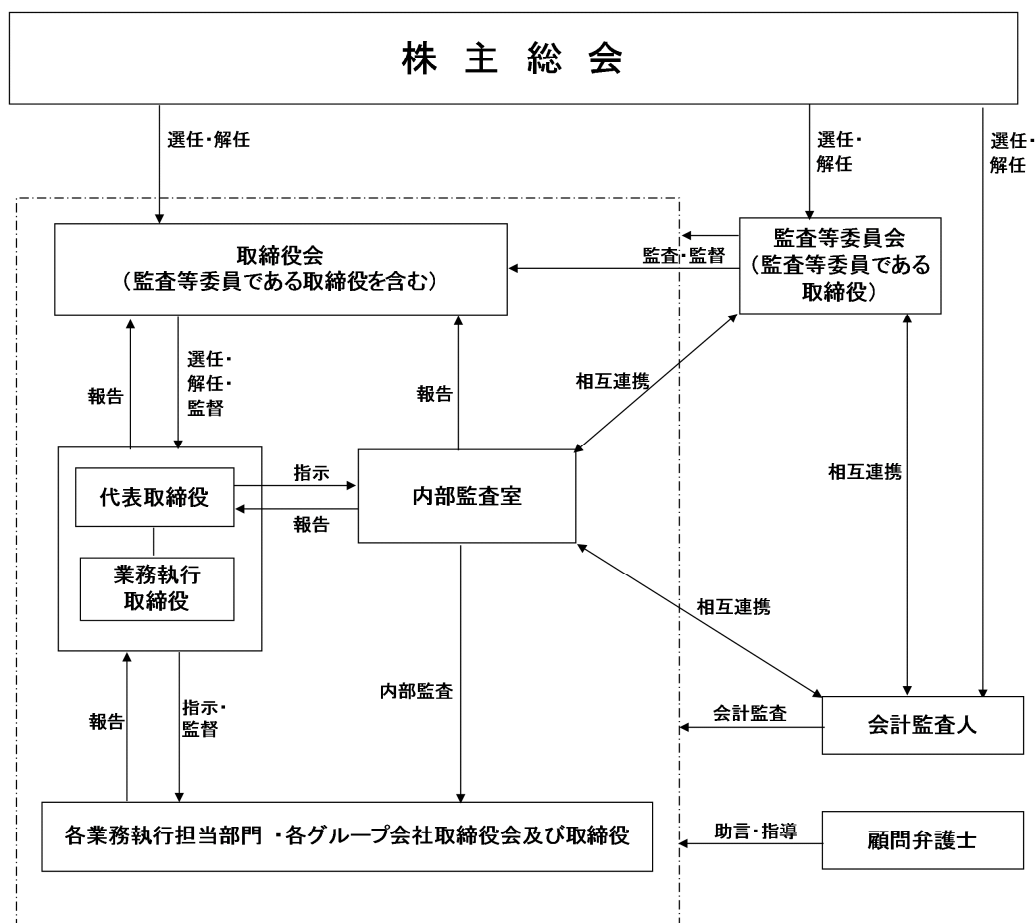 株主総会
選任・解任
選任・
解任
選任・
解任
取締役会
（監査等委員である取締役を含む）
監査・監督
監査等委員会
（監査等委員である
取締役）
報告
選任・
解任・
監督
報告
相互連携
相互連携
代表取締役
指示
報告
内部監査室
業務執行
取締役
相互連携
報告
指示・
監督
内部監査
会計監査
会計監査人
各業務執行担当部門・各グループ会社取締役会及び取締役
助言・指導
顧問弁護士